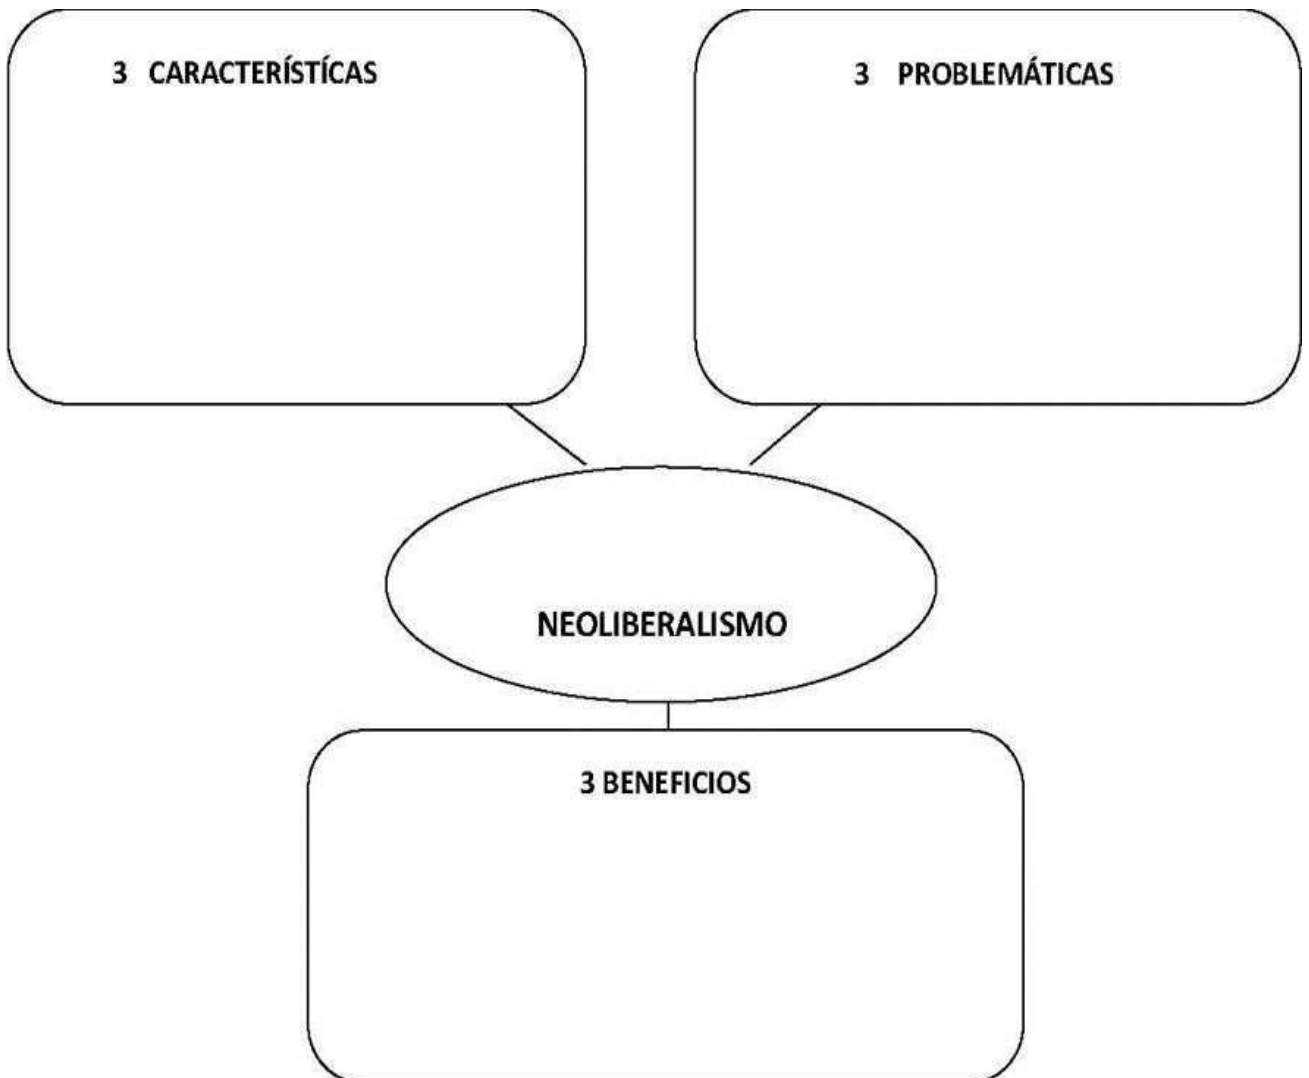 3 CARACTERÍSTÍCAS
3 PROBLEMÁTICAS
NEOLIBERALISMO
3 BENEFICIOS